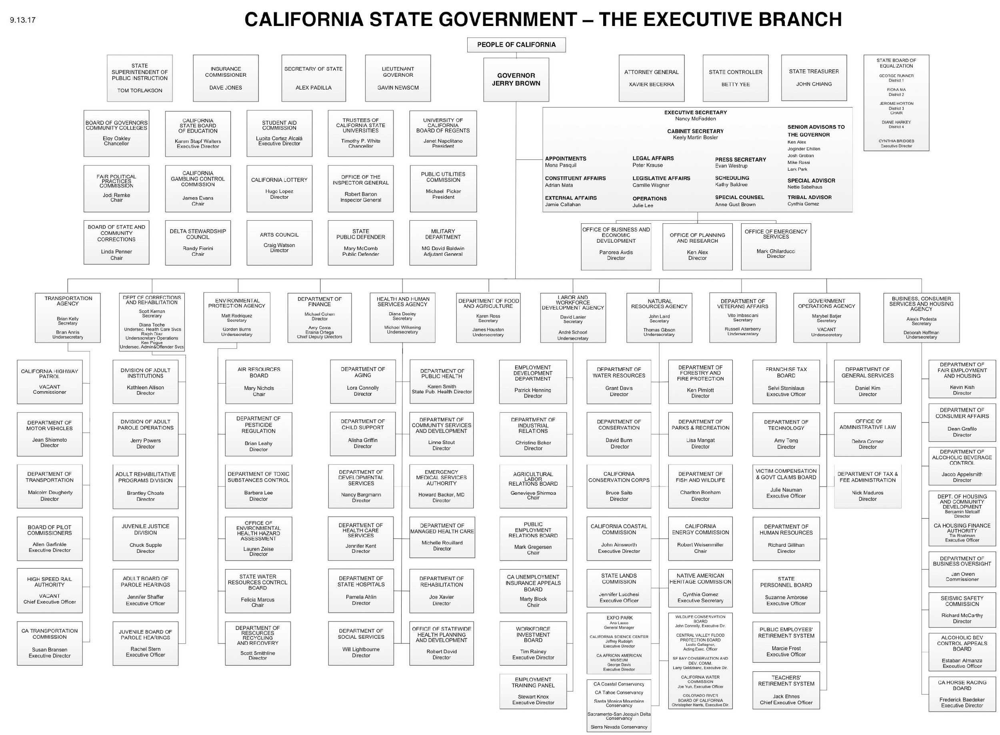 9.13.17
CALIFORNIA STATE GOVERNMENT – THE EXECUTIVE BRANCH
PEOPLE OF CALIFORNIA
STATE
SUPERINTENDENT OF
PUBLIC INSTRUCTION
TOM TORLAKSON
INSURANCE
COMMISSIONER
DAVE JONES
SECRETARY OF STATE
ALEX PADILLA
LIEUTENANT
GOVERNOR
GAVIN NEWSOM
GOVERNOR
JERRY BROWN
ATTORNEY GENERAL
XAVIER BECERRA
STATE CONTROLLER
BETTY YEE
STATE TREASURER
JOHN CHIANG
STATE BOARD OF
EQUALIZATION
GEORGE RUNNER
District 1
FIONA MA
District 2
JEROME HORTON
District 3
CHAIR
DIANE HARKEY
District 4
CYNTHIA BRIDGES
Executive Director
BOARD OF GOVERNORS
COMMUNITY COLLEGES
Eloy Oakley
Chancellor
CALIFORNIA
STATE BOARD
OF EDUCATION
Karen Stapf Walters
Executive Director
STUDENT AID
COMMISSION
Lupita Cortez Alcalá
Executive Director
TRUSTEES OF
CALIFORNIA STATE
UNIVERSITIES
Timothy P. White
Chancellor
UNIVERSITY OF
CALIFORNIA
BOARD OF REGENTS
Janet Napolitano
President
FAIR POLITICAL
PRACTICES
COMMISSION
Jodi Remke
Chair
CALIFORNIA
GAMBLING CONTROL
COMMISSION
James Evans
Chair
CALIFORNIA LOTTERY
Hugo Lopez
Director
OFFICE OF THE
INSPECTOR GENERAL
Robert Barton
Inspector General
PUBLIC UTILITIES
COMMISSION
Michael Picker
President
BOARD OF STATE AND
COMMUNITY
CORRECTIONS
Linda Penner
Chair
DELTA STEWARDSHIP
COUNCIL
Randy Fiorini
Chair
ARTS COUNCIL
Craig Watson
Director
STATE
PUBLIC DEFENDER
Mary McComb
Public Defender
MILITARY
DEPARTMENT
MG David Baldwin
Adjutant General
EXECUTIVE SECRETARY
Nancy McFaddon
CABINET SECRETARY
Keely Martin Bosler
APPOINTMENTS
Mona Pasquil
CONSTITUENT AFFAIRS
Adrian Mata
EXTERNAL AFFAIRS
Jamie Callahan
LEGAL AFFAIRS
Peter Krause
LEGISLATIVE AFFAIRS
Camille Wagner
OPERATIONS
Julie Lee
PRESS SECRETARY
Evan Westrup
SCHEDULING
Kathy Baldree
SPECIAL COUNSEL
Anne Gust Brown
SENIOR ADVISORS TO
THE GOVERNOR
Ken Alex
Joginder Dhillon
Josh Groban
Mike Rossi
Lark Park
SPECIAL ADVISOR
Nettie Sabelhaus
TRIBAL ADVISOR
Cynthia Gomez
OFFICE OF BUSINESS AND
ECONOMIC
DEVELOPMENT
Panorea Avdis
Director
OFFICE OF PLANNING
AND RESEARCH
Ken Alex
Director
OFFICE OF EMERGENCY
SERVICES
Mark Ghilarducci
Director
TRANSPORTATION
AGENCY
Brian Kelly
Secretary
Brian Annis
Undersecretary
DEPT OF CORRECTIONS
AND REHABILITATION
Scott Kernan
Secretary
Diana Toche
Undersec. Health Care Svcs
Ralph Diaz
Undersecretary Operations
Ken Pogue
Undersec. Admin&Offender Svcs
ENVIRONMENTAL
PROTECTION AGENCY
Matt Rodriquez
Secretary
Gordon Burns
Undersecretary
DEPARTMENT OF
FINANCE
Michael Cohen
Director
Amy Costa
Eraina Ortega
Chief Deputy Directors
HEALTH AND HUMAN
SERVICES AGENCY
Diana Dooley
Secretary
Michael Wilkening
Undersecretary
DEPARTMENT OF FOOD
AND AGRICULTURE
Karen Ross
Secretary
James Houston
Undersecretary
LABOR AND
WORKFORCE
DEVELOPMENT AGENCY
David Lanier
Secretary
André Schoorl
Undersecretary
NATURAL
RESOURCES AGENCY
John Laird
Secretary
Thomas Gibson
Undersecretary
DEPARTMENT OF
VETERANS AFFAIRS
Vito Imbasciani
Secretary
Russell Atterberry
Undersecretary
GOVERNMENT
OPERATIONS AGENCY
Marybel Batjer
Secretary
VACANT
Undersecretary
BUSINESS, CONSUMER
SERVICES AND HOUSING
AGENCY
Alexis Podesta
Secretary
Deborah Hoffman
Undersecretary
CALIFORNIA HIGHWAY
PATROL
VACANT
Commissioner
DEPARTMENT OF
MOTOR VEHICLES
Jean Shiomoto
Director
DEPARTMENT OF
TRANSPORTATION
Malcolm Dougherty
Director
BOARD OF PILOT
COMMISSIONERS
Allen Garfinkle
Executive Director
HIGH SPEED RAIL
AUTHORITY
VACANT
Chief Executive Officer
CA TRANSPORTATION
COMMISSION
Susan Bransen
Executive Director
DIVISION OF ADULT
INSTITUTIONS
Kathleen Allison
Director
DIVISION OF ADULT
PAROLE OPERATIONS
Jerry Powers
Director
ADULT REHABILITATIVE
PROGRAMS DIVISION
Brantley Choate
Director
JUVENILE JUSTICE
DIVISION
Chuck Supple
Director
ADULT BOARD OF
PAROLE HEARINGS
Jennifer Shaffer
Executive Officer
JUVENILE BOARD OF
PAROLE HEARINGS
Rachel Stern
Executive Officer
AIR RESOURCES
BOARD
Mary Nichols
Chair
DEPARTMENT OF
PESTICIDE
REGULATION
Brian Leahy
Director
DEPARTMENT OF TOXIC
SUBSTANCES CONTROL
Barbara Lee
Director
OFFICE OF
ENVIRONMENTAL
HEALTH HAZARD
ASSESSMENT
Lauren Zeise
Director
STATE WATER
RESOURCES CONTROL
BOARD
Felicia Marcus
Chair
DEPARTMENT OF
RESOURCES
RECYCLING
AND RECOVERY
Scott Smithline
Director
DEPARTMENT OF
AGING
Lora Connolly
Director
DEPARTMENT OF
CHILD SUPPORT
Alisha Griffin
Director
DEPARTMENT OF
DEVELOPMENTAL
SERVICES
Nancy Bargmann
Director
DEPARTMENT OF
HEALTH CARE
SERVICES
Jennifer Kent
Director
DEPARTMENT OF
STATE HOSPITALS
Pamela Ahlin
Director
DEPARTMENT OF
SOCIAL SERVICES
Will Lightbourne
Director
DEPARTMENT OF
PUBLIC HEALTH
Karen Smith
State Pub. Health Director
DEPARTMENT OF
COMMUNITY SERVICES
AND DEVELOPMENT
Linne Stout
Director
EMERGENCY
MEDICAL SERVICES
AUTHORITY
Howard Backer, MD
Director
DEPARTMENT OF
MANAGED HEALTH CARE
Michelle Rouillard
Director
DEPARTMENT OF
REHABILITATION
Joe Xavier
Director
OFFICE OF STATEWIDE
HEALTH PLANNING
AND DEVELOPMENT
Robert David
Director
EMPLOYMENT
DEVELOPMENT
DEPARTMENT
Patrick Henning
Director
DEPARTMENT OF
INDUSTRIAL
RELATIONS
Christine Baker
Director
AGRICULTURAL
LABOR
RELATIONS BOARD
Genevieve Shirmoa
Chair
PUBLIC
EMPLOYMENT
RELATIONS BOARD
Mark Gregersen
Chair
CA UNEMPLOYMENT
INSURANCE APPEALS
BOARD
Marty Block
Chair
WORKFORCE
INVESTMENT
BOARD
Tim Rainey
Executive Director
EMPLOYMENT
TRAINING PANEL
Stewart Knox
Executive Director
DEPARTMENT OF
WATER RESOURCES
Grant Davis
Director
DEPARTMENT OF
CONSERVATION
David Bunn
Director
CALIFORNIA
CONSERVATION CORPS
Bruce Saito
Director
CALIFORNIA COASTAL
COMMISSION
John Ainsworth
Executive Director
STATE LANDS
COMMISSION
Jennifer Lucchesi
Executive Officer
EXPO PARK
Ana Lasso
General Manager
CALIFORNIA SCIENCE CENTER
Jeffrey Rudolph
Executive Director
CA AFRICAN AMERICAN
MUSEUM
George Davis
Executive Director
CA Coastal Conservancy
CA Tahoe Conservancy
Santa Monica Mountains
Conservancy
Sacramento-San Joaquin Delta
Conservancy
Sierra Nevada Conservancy
DEPARTMENT OF
FORESTRY AND
FIRE PROTECTION
Ken Pimlott
Director
DEPARTMENT OF
PARKS & RECREATION
Lisa Mangat
Director
DEPARTMENT OF
FISH AND WILDLIFE
Charlton Bonham
Director
CALIFORNIA
ENERGY COMMISSION
Robert Weisenmiller
Chair
NATIVE AMERICAN
HERITAGE COMMISSION
Cynthia Gomez
Executive Secretary
WILDLIFE CONSERVATION
BOARD
John Donnelly, Executive Dir.
CENTRAL VALLEY FLOOD
PROTECTION BOARD
Leslie Gallagher,
Acting Exec. Officer
SF BAY CONSERVATION AND
DEV. COMM.
Larry Goldzband, Executive Dir.
CALIFORNIA WATER
COMMISSION
Joe Yun, Executive Officer
COLORADO RIVER
BOARD OF CALIFORNIA
Christopher Harris, Executive Dir.
FRANCHISE TAX
BOARD
Selvi Stanislaus
Executive Officer
DEPARTMENT OF
TECHNOLOGY
Amy Tong
Director
VICTIM COMPENSATION
& GOVT CLAIMS BOARD
Julie Nauman
Executive Officer
DEPARTMENT OF
HUMAN RESOURCES
Richard Gillihan
Director
STATE
PERSONNEL BOARD
Suzanne Ambrose
Executive Officer
PUBLIC EMPLOYEES'
RETIREMENT SYSTEM
Marcie Frost
Executive Officer
TEACHERS'
RETIREMENT SYSTEM
Jack Ehnes
Chief Executive Officer
DEPARTMENT OF
GENERAL SERVICES
Daniel Kim
Director
OFFICE Of
ADMINISTRATIVE LAW
Debra Cornez
Director
DEPARTMENT OF TAX &
FEE ADMINISTRATION
Nick Maduros
Director
DEPARTMENT OF
FAIR EMPLOYMENT
AND HOUSING
Kevin Kish
Director
DEPARTMENT OF
CONSUMER AFFAIRS
Dean Grafilo
Director
DEPARTMENT OF
ALCOHOLIC BEVERAGE
CONTROL
Jacob Appelsmith
Director
DEPT. OF HOUSING
AND COMMUNITY
DEVELOPMENT
Benjamin Metcalf
Director
CA HOUSING FINANCE
AUTHORITY
Tia Boatman
Executive Officer
DEPARTMENT OF
BUSINESS OVERSIGHT
Jan Owen
Commissioner
SEISMIC SAFETY
COMMISSION
Richard McCarthy
Director
ALCOHOLIC BEV
CONTROL APPEALS
BOARD
Estaban Almanza
Executive Officer
CA HORSE RACING
BOARD
Frederick Baedeker
Executive Director